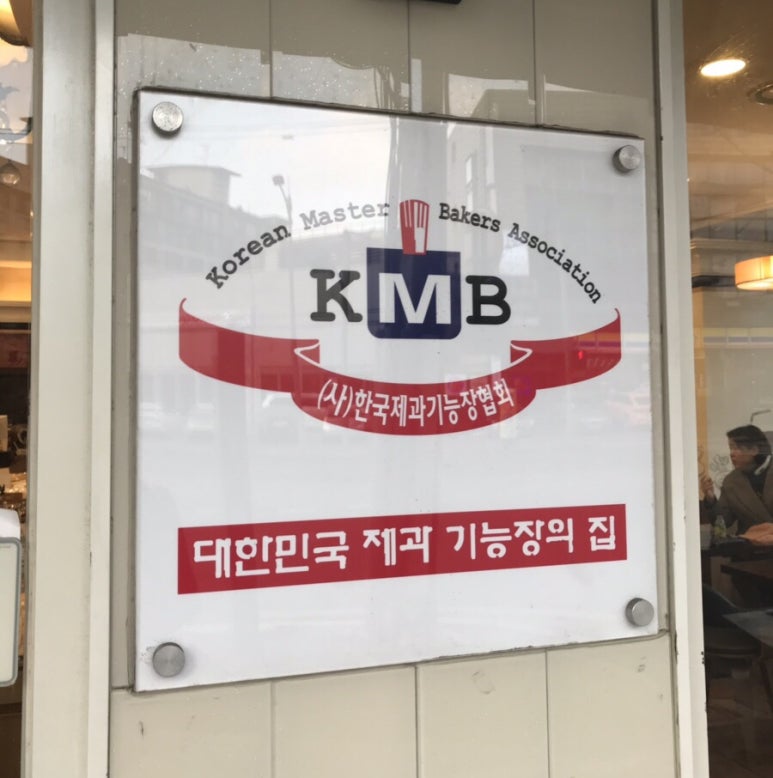 Korean Master Bakers Association
KMB
(사)한국제과기능장협회
대한민국 제과 기능장의 집